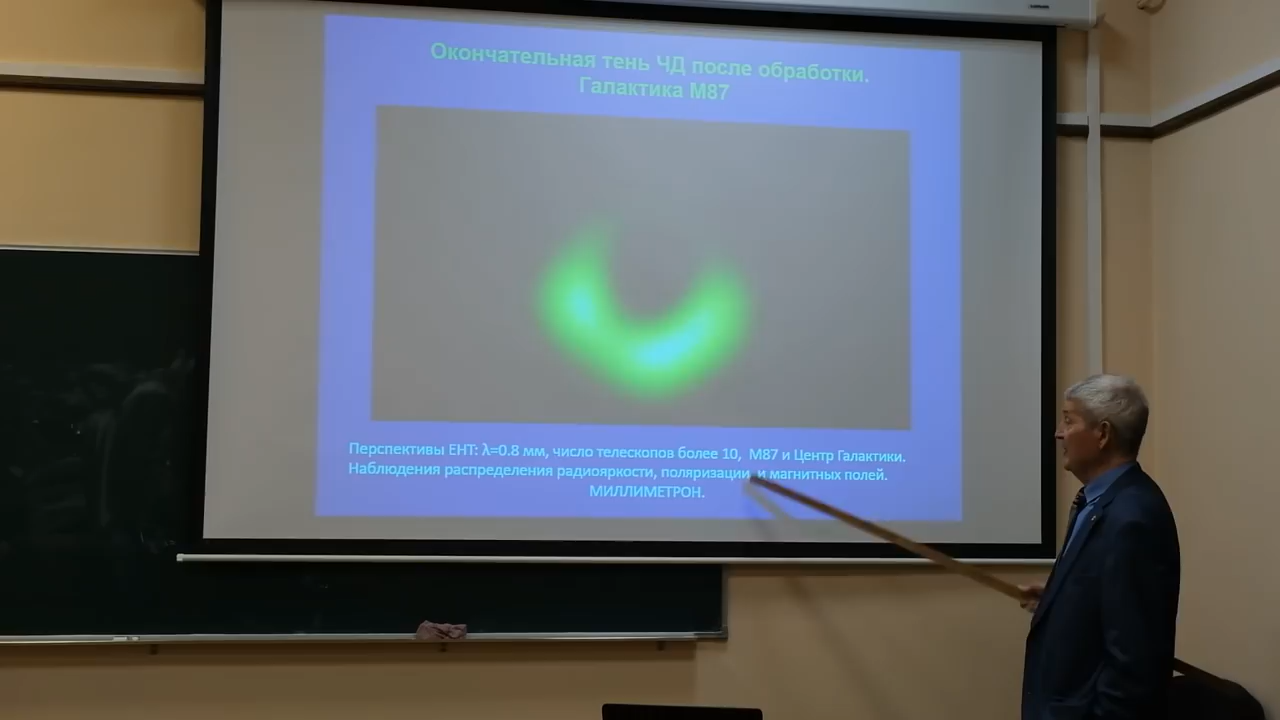 Окончательная тень ЧД после обработки.
Галактика М87
Перспективы ЕНТ: λ=0.8 мм, число телескопов более 10, М87 и Центр Галактики.
Наблюдения распределения радиояркости, поляризации и магнитных полей.
МИЛЛИМЕТРОН.